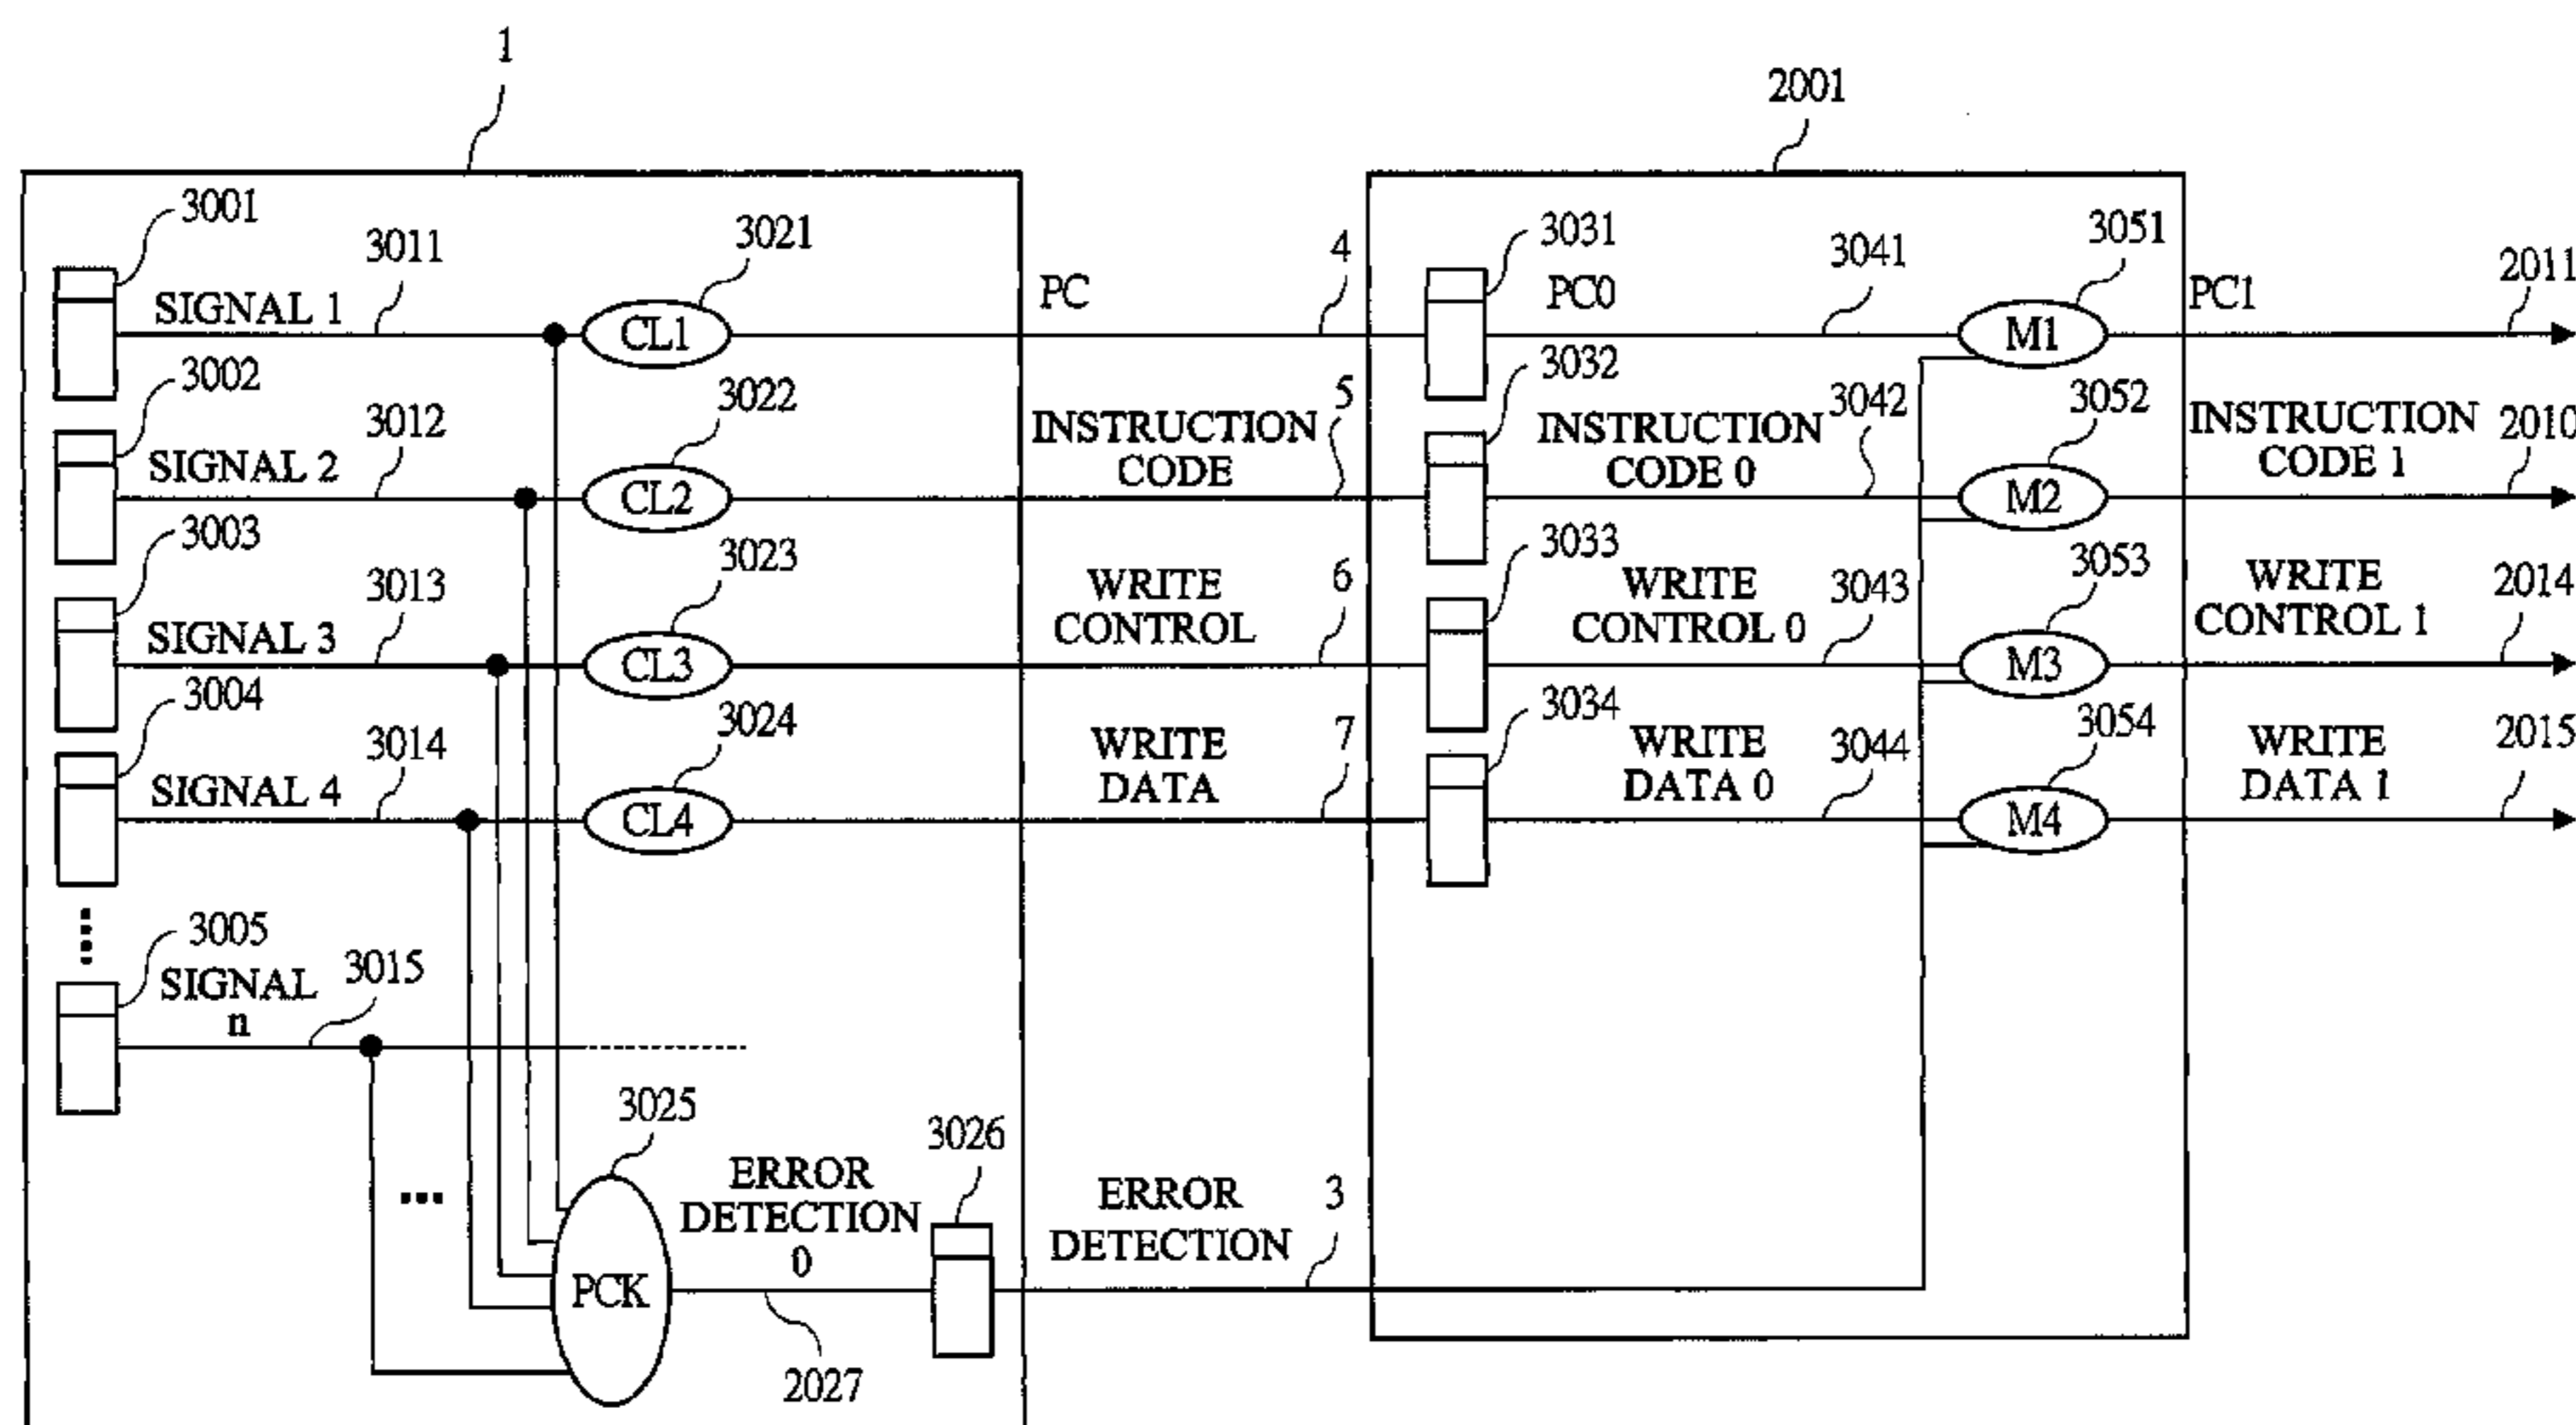 1
2001
3001
3011
3021
4
3031
3041
3051
2011
SIGNAL 1
CL1
PC
PC0
M1
PC1
3002
3012
3022
5
3032
3042
3052
2010
SIGNAL 2
CL2
INSTRUCTION
CODE
INSTRUCTION
CODE 0
M2
INSTRUCTION
CODE 1
3003
3013
3023
6
3033
3043
3053
2014
SIGNAL 3
CL3
WRITE
CONTROL
WRITE
CONTROL 0
M3
WRITE
CONTROL 1
3004
3014
3024
7
3034
3044
3054
2015
SIGNAL 4
CL4
WRITE
DATA
WRITE
DATA 0
M4
WRITE
DATA 1
3005
3015
SIGNAL
n
3025
3026
3
PCK
ERROR
DETECTION
0
ERROR
DETECTION
2027